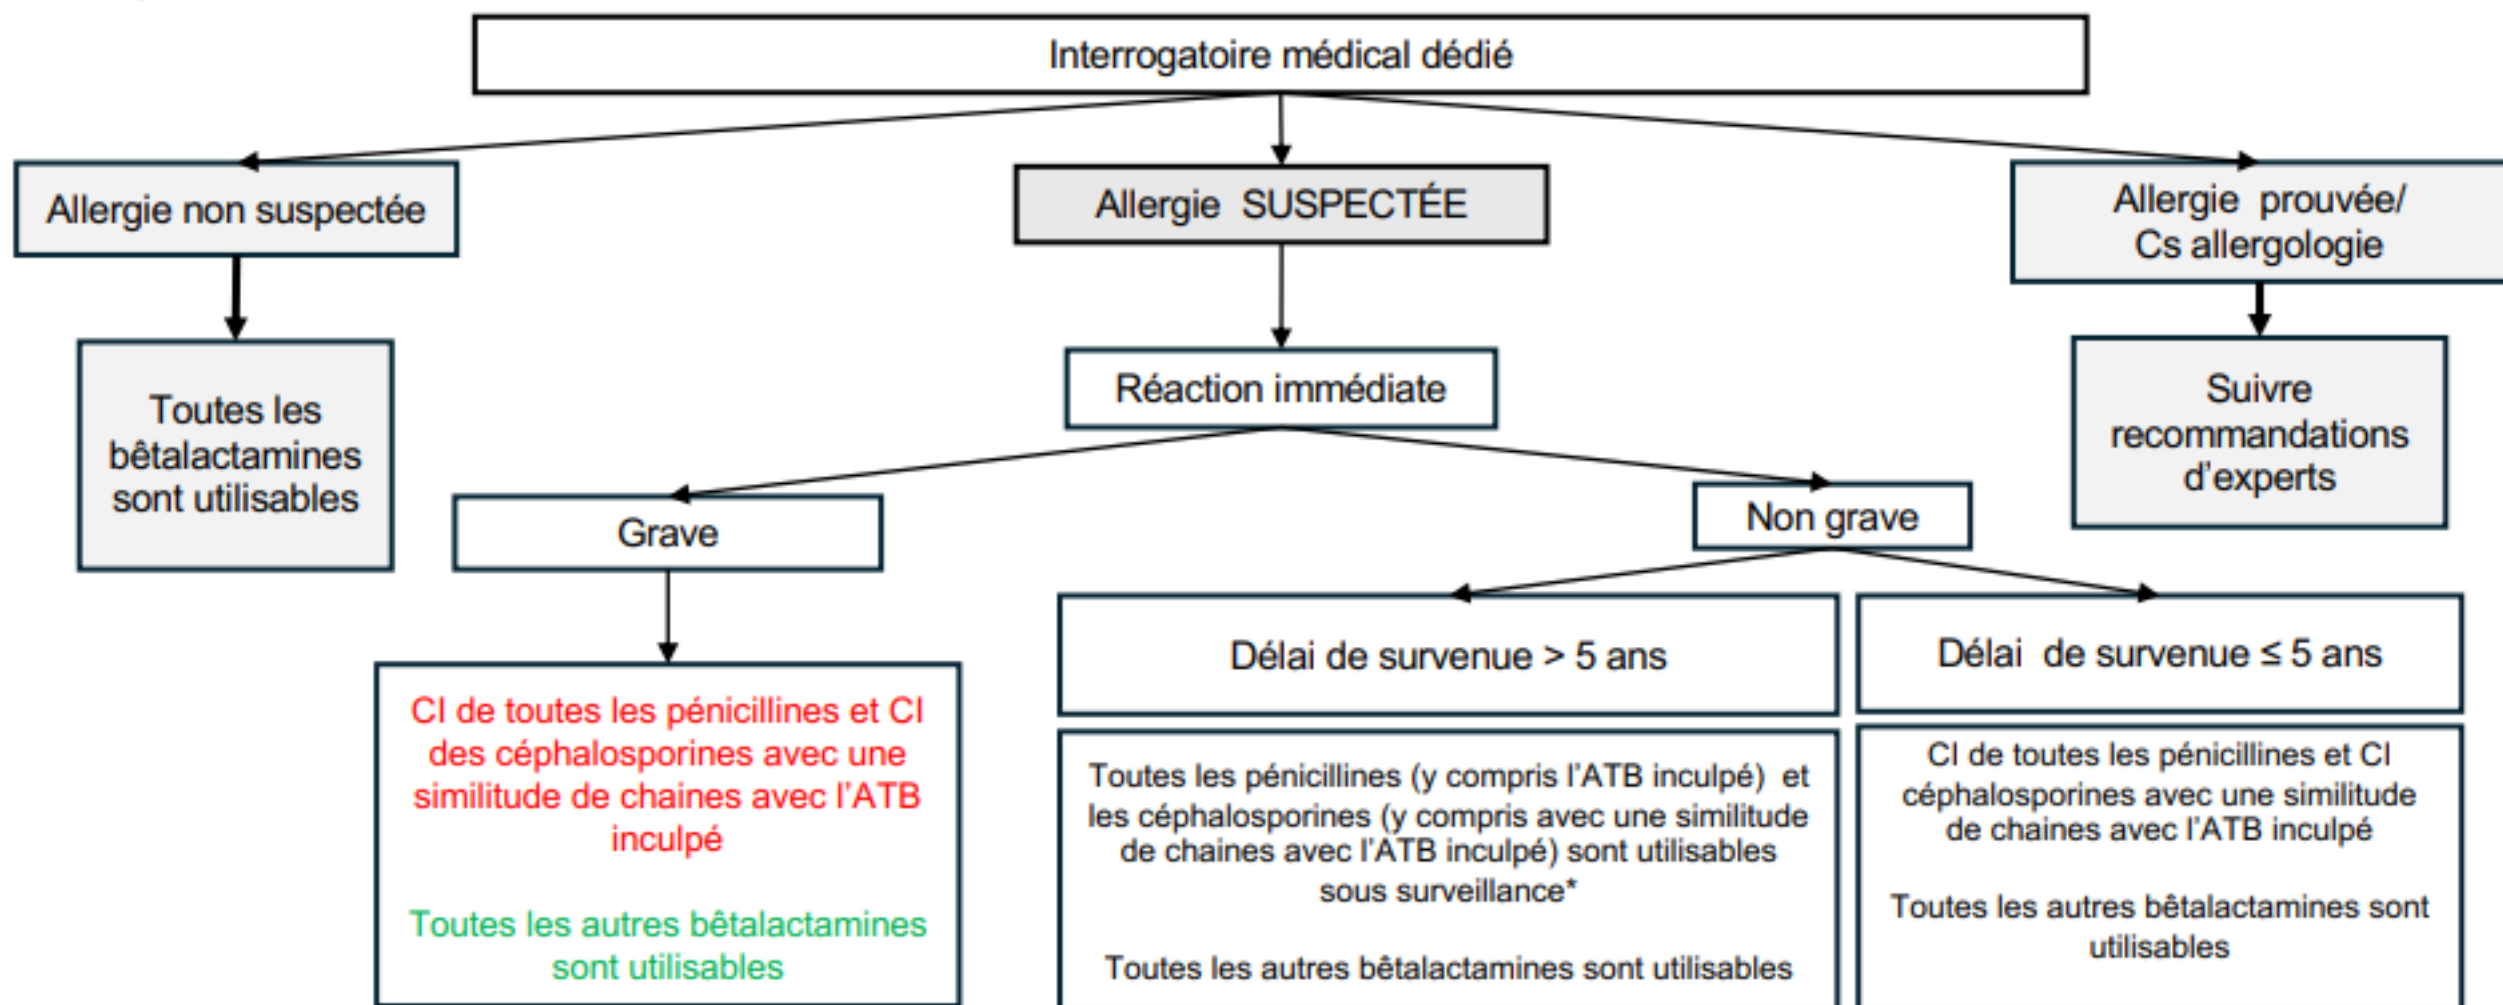 Interrogatoire médical dédié
Allergie non suspectée
Allergie SUSPECTÉE
Allergie prouvée/
Cs allergologie
Toutes les
bêtalactamines
sont utilisables
Réaction immédiate
Suivre
recommandations
d'experts
Grave
Non grave
Délai de survenue > 5 ans
Délai de survenue ≤ 5 ans
CI de toutes les pénicillines et CI
des céphalosporines avec une
similitude de chaines avec l'ATB
inculpé
Toutes les autres bêtalactamines
sont utilisables
Toutes les pénicillines (y compris l'ATB inculpé) et
les céphalosporines (y compris avec une similitude
de chaines avec l'ATB inculpé) sont utilisables
sous surveillance*
Toutes les autres bêtalactamines sont utilisables
CI de toutes les pénicillines et CI
céphalosporines avec une similitude
de chaines avec l'ATB inculpé
Toutes les autres bêtalactamines sont
utilisables